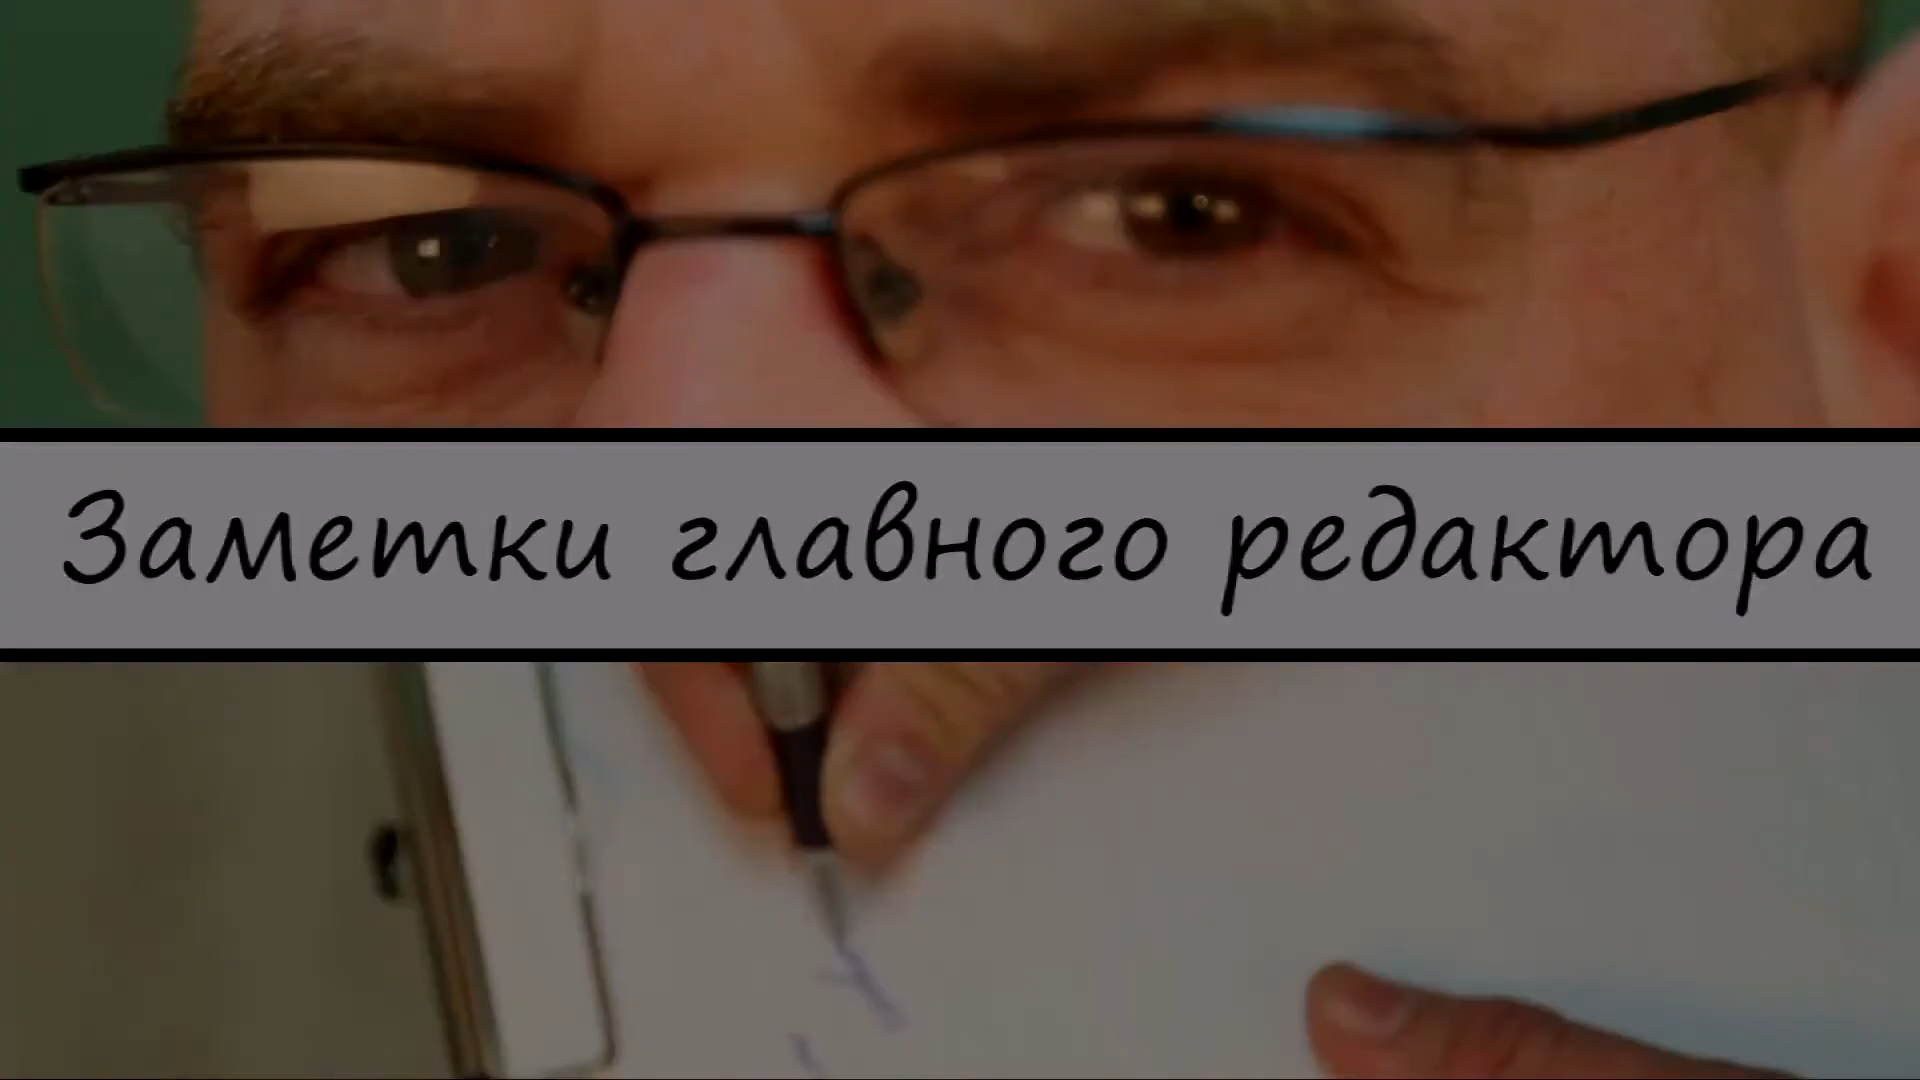 Заметки главного редактора